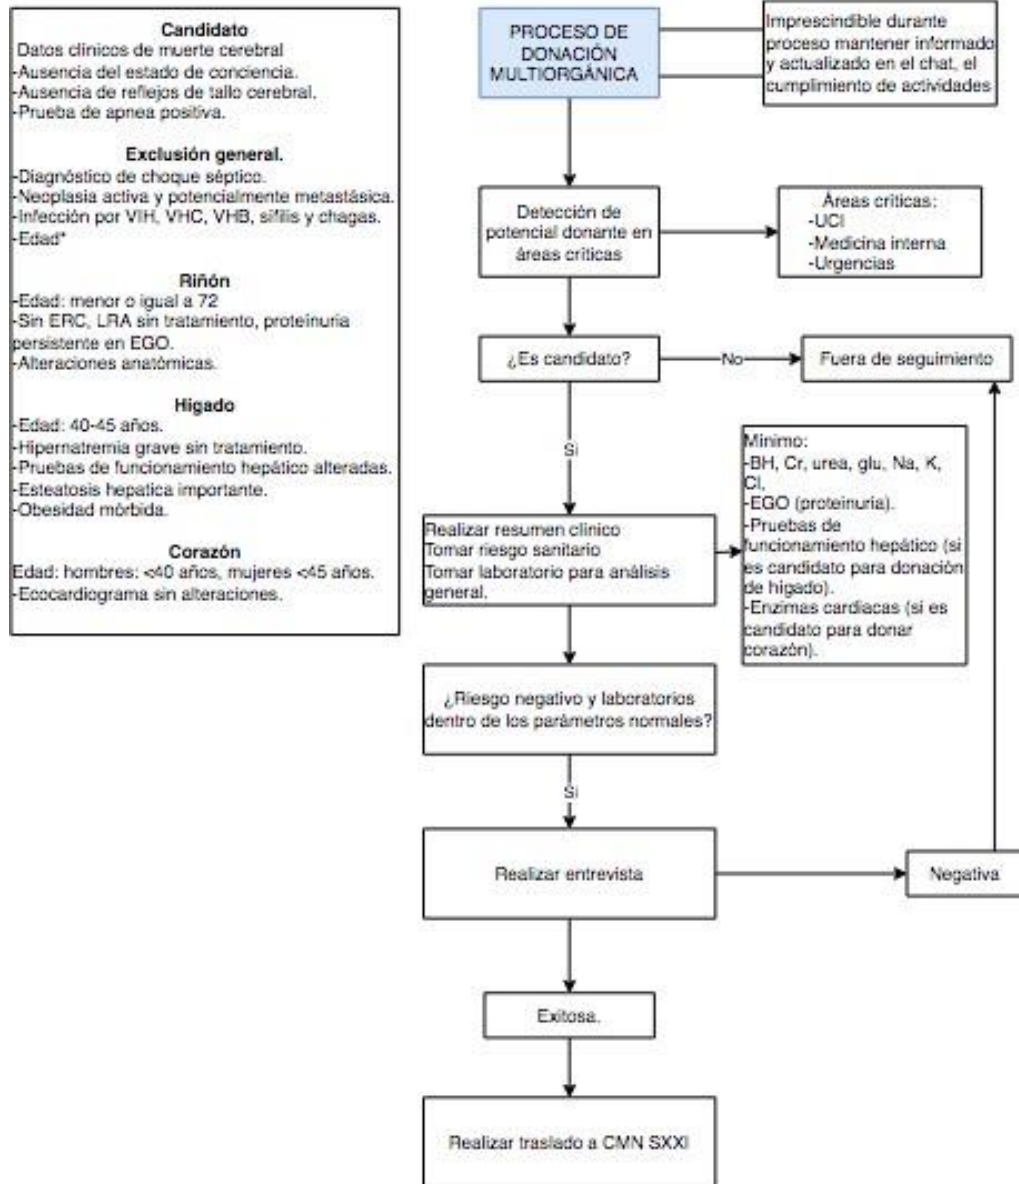 Candidato
Datos clínicos de muerte cerebral
-Ausencia del estado de conciencia.
-Ausencia de reflejos de tallo cerebral.
-Prueba de apnea positiva.
Exclusión general.
-Diagnóstico de choque séptico.
-Neoplasia activa y potencialmente metastásica.
-Infección por VIH, VHC, VHB, sífilis y chagas.
-Edad*
Riñón
-Edad: menor o igual a 72
-Sin ERC, LRA sin tratamiento, proteinuria
persistente en EGO.
-Alteraciones anatómicas.
Higado
-Edad: 40-45 años.
-Hipernatremia grave sin tratamiento.
-Pruebas de funcionamiento hepático alteradas.
-Esteatosis hepatica importante.
-Obesidad mórbida.
Corazón
Edad: hombres: <40 años, mujeres <45 años.
-Ecocardiograma sin alteraciones.
PROCESO DE
DONACIÓN
MULTIORGÁNICA
Imprescindible durante
proceso mantener informado
y actualizado en el chat, el
cumplimiento de actividades
Detección de
potencial donante en
áreas críticas
Áreas críticas:
-UCI
-Medicina interna
-Urgencias
¿Es candidato?
No
Fuera de seguimiento
Si
Realizar resumen clínico
Tomar riesgo sanitario
Tomar laboratorio para análisis
general.
Mínimo:
-BH, Cr, urea, glu, Na, K,
Cl,
-EGO (proteinuria).
-Pruebas de
funcionamiento hepático (si
es candidato para donación
de higado).
-Enzimas cardiacas (si es
candidato para donar
corazón).
¿Riesgo negativo y laboratorios
dentro de los parámetros normales?
Si
Realizar entrevista
Negativa
Exitosa.
Realizar traslado a CMN SXXI